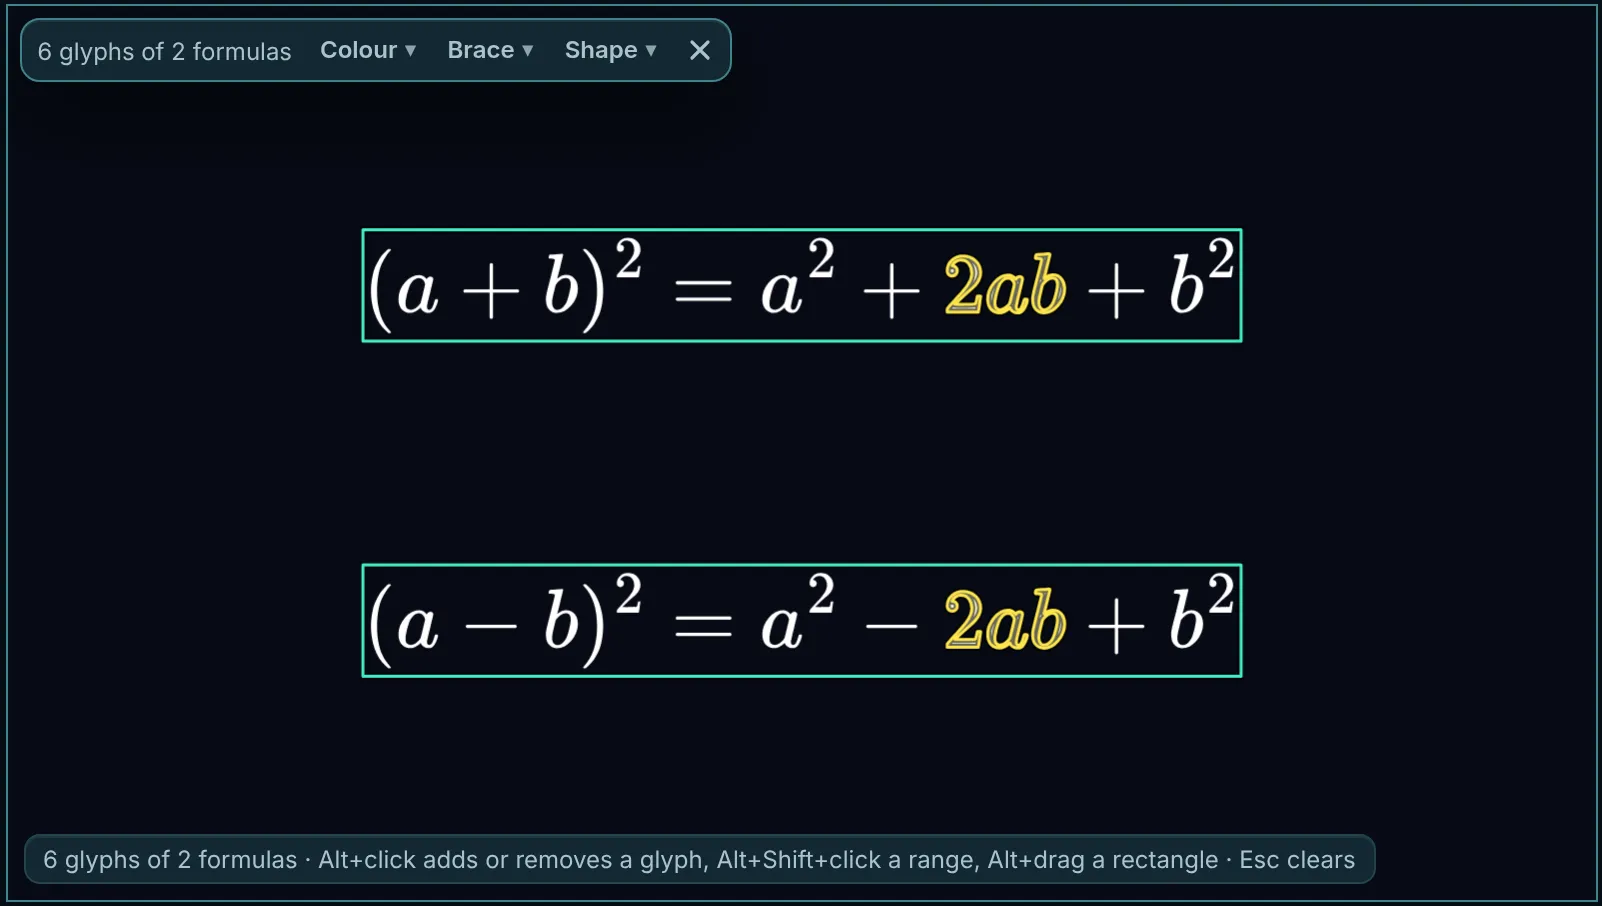 6 glyphs of 2 formulas Colour ▾ Brace ▾ Shape ▾ ✕
(a + b)² = a² + 2ab + b²
(a − b)² = a² − 2ab + b²
6 glyphs of 2 formulas · Alt+click adds or removes a glyph, Alt+Shift+click a range, Alt+drag a rectangle · Esc clears